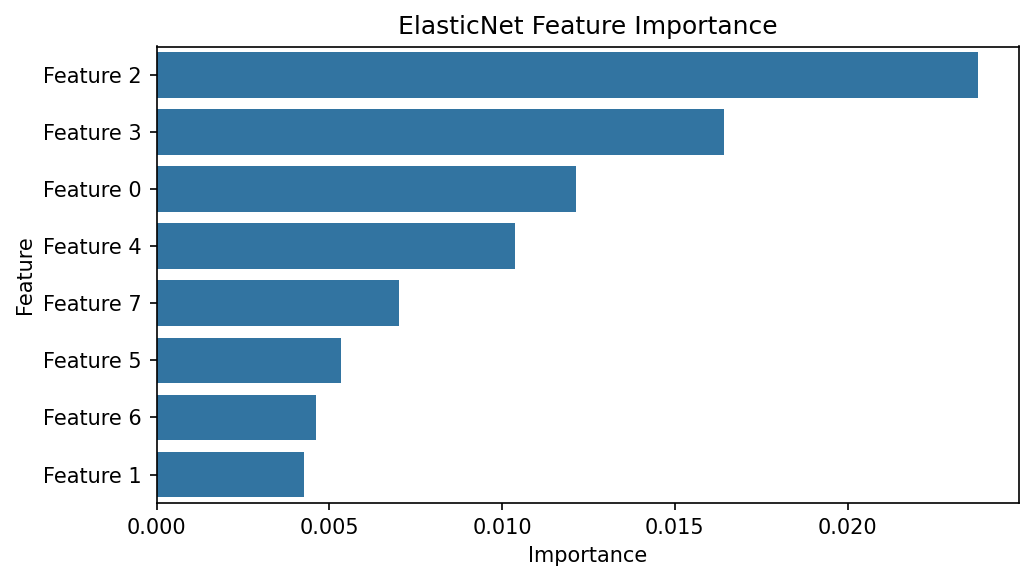 ElasticNet Feature Importance
Feature 2
Feature 3
Feature 0
Feature 4
Feature 7
Feature 5
Feature 6
Feature 1
Feature
0.000 0.005 0.010 0.015 0.020
Importance